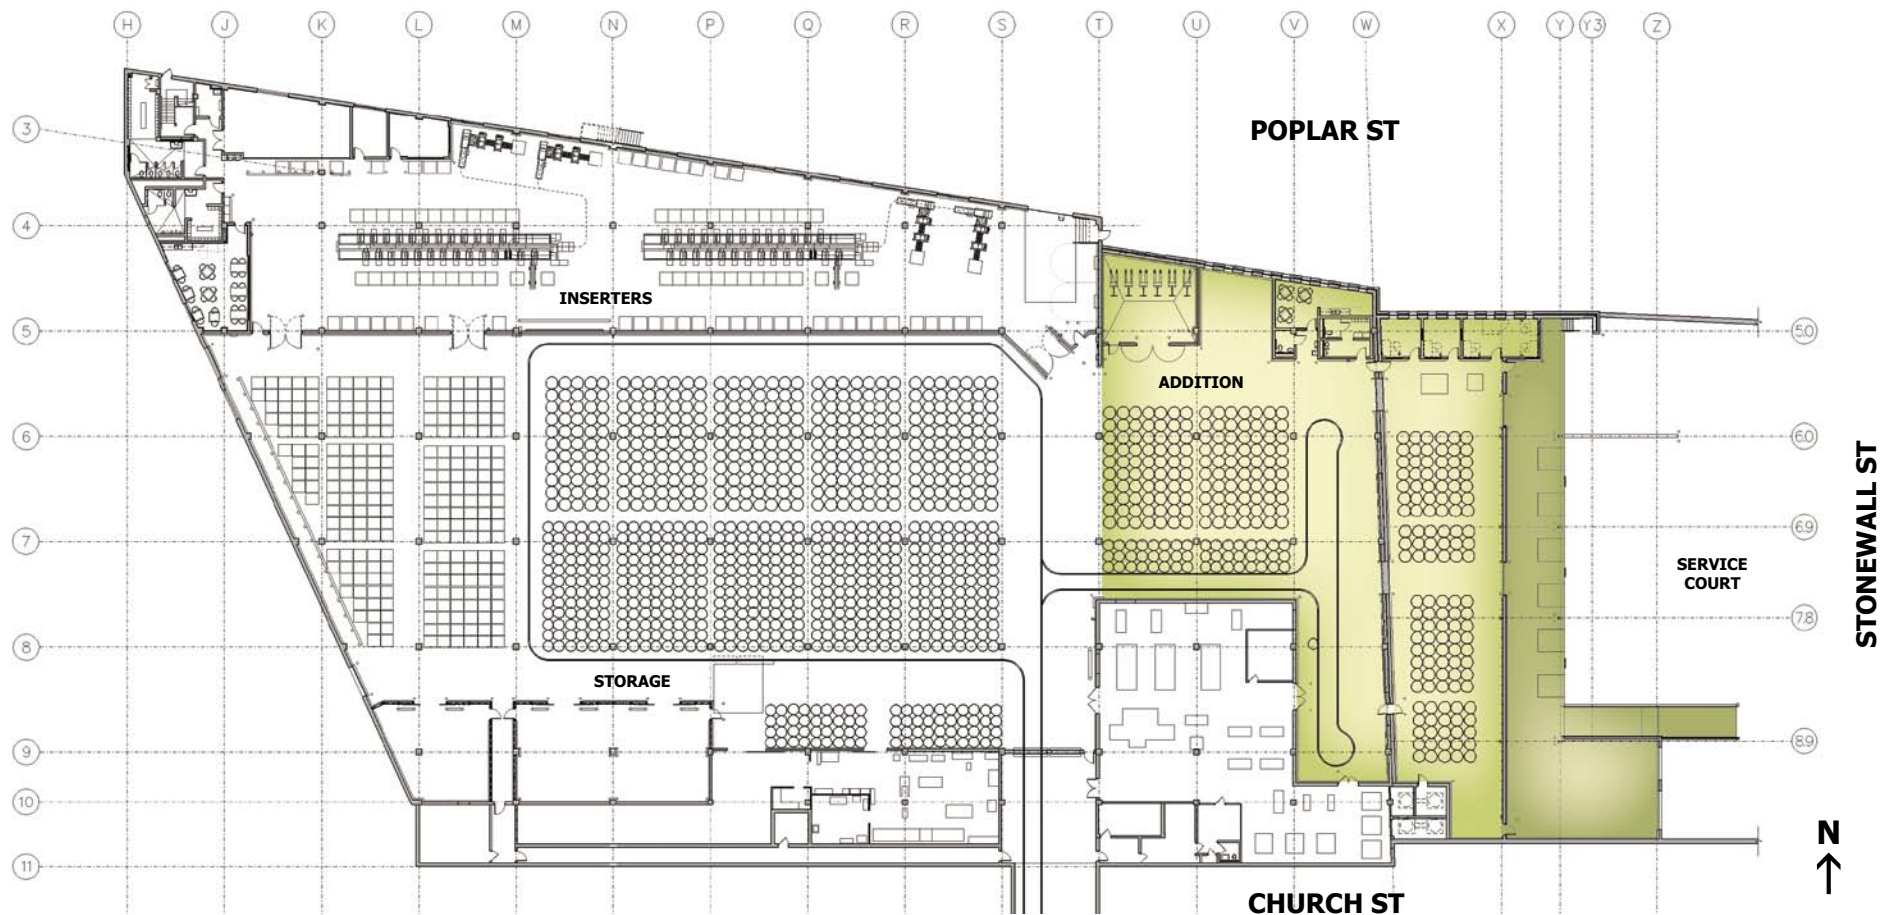 H J K L M N P Q R S T U V W X Y Y3 Z
POPLAR ST
3
4
INSERTERS
5
5.0
ADDITION
6
6.0
STONEWALL ST
6.9
7
SERVICE
COURT
7.8
8
STORAGE
8.9
9
10
N
11
CHURCH ST